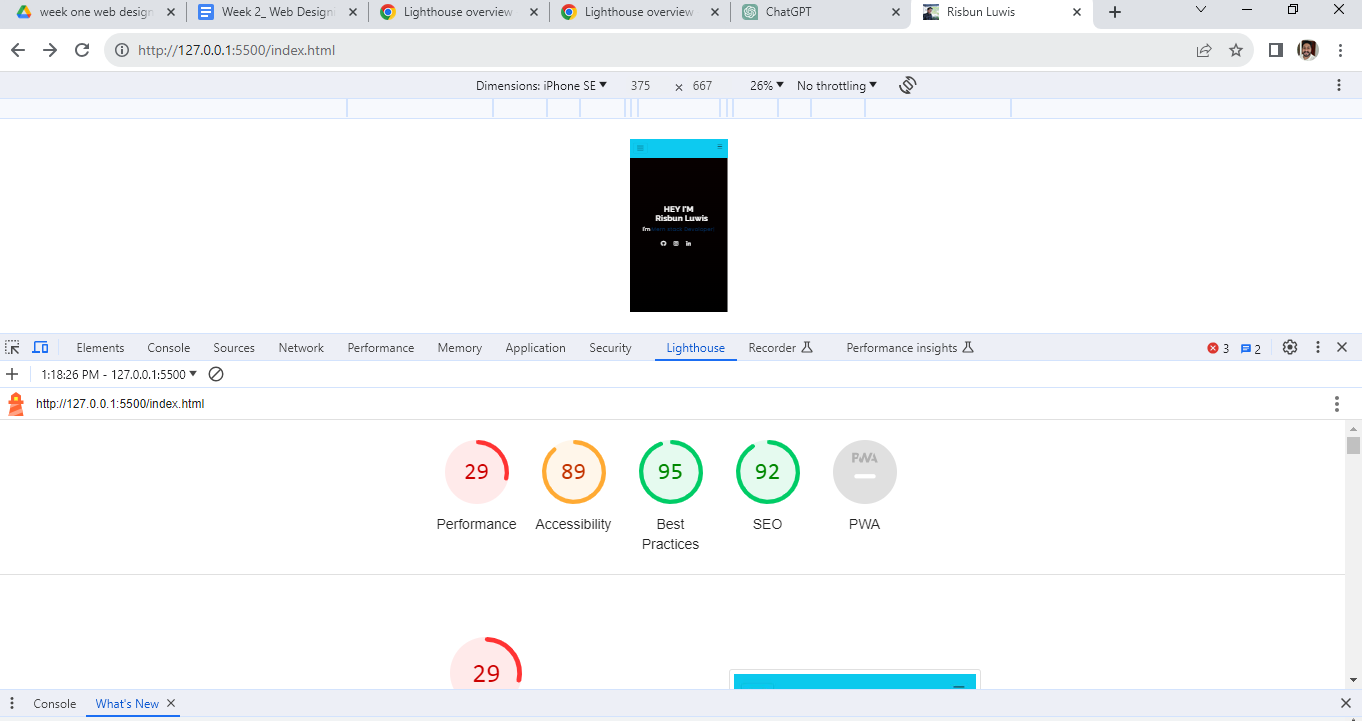 week one web design
Week 2_ Web Design
Lighthouse overview
Lighthouse overview
ChatGPT
Risbun Luwis
http://127.0.0.1:5500/index.html
Dimensions: iPhone SE
375
×
667
26%
No throttling
HEY I'M
Risbun Luwis
I'm
Elements
Console
Sources
Network
Performance
Memory
Application
Security
Lighthouse
Recorder
Performance insights
3
2
1:18:26 PM - 127.0.0.1:5500
http://127.0.0.1:5500/index.html
29
89
95
92
PWA
Performance
Accessibility
Best
Practices
SEO
PWA
29
Console
What's New